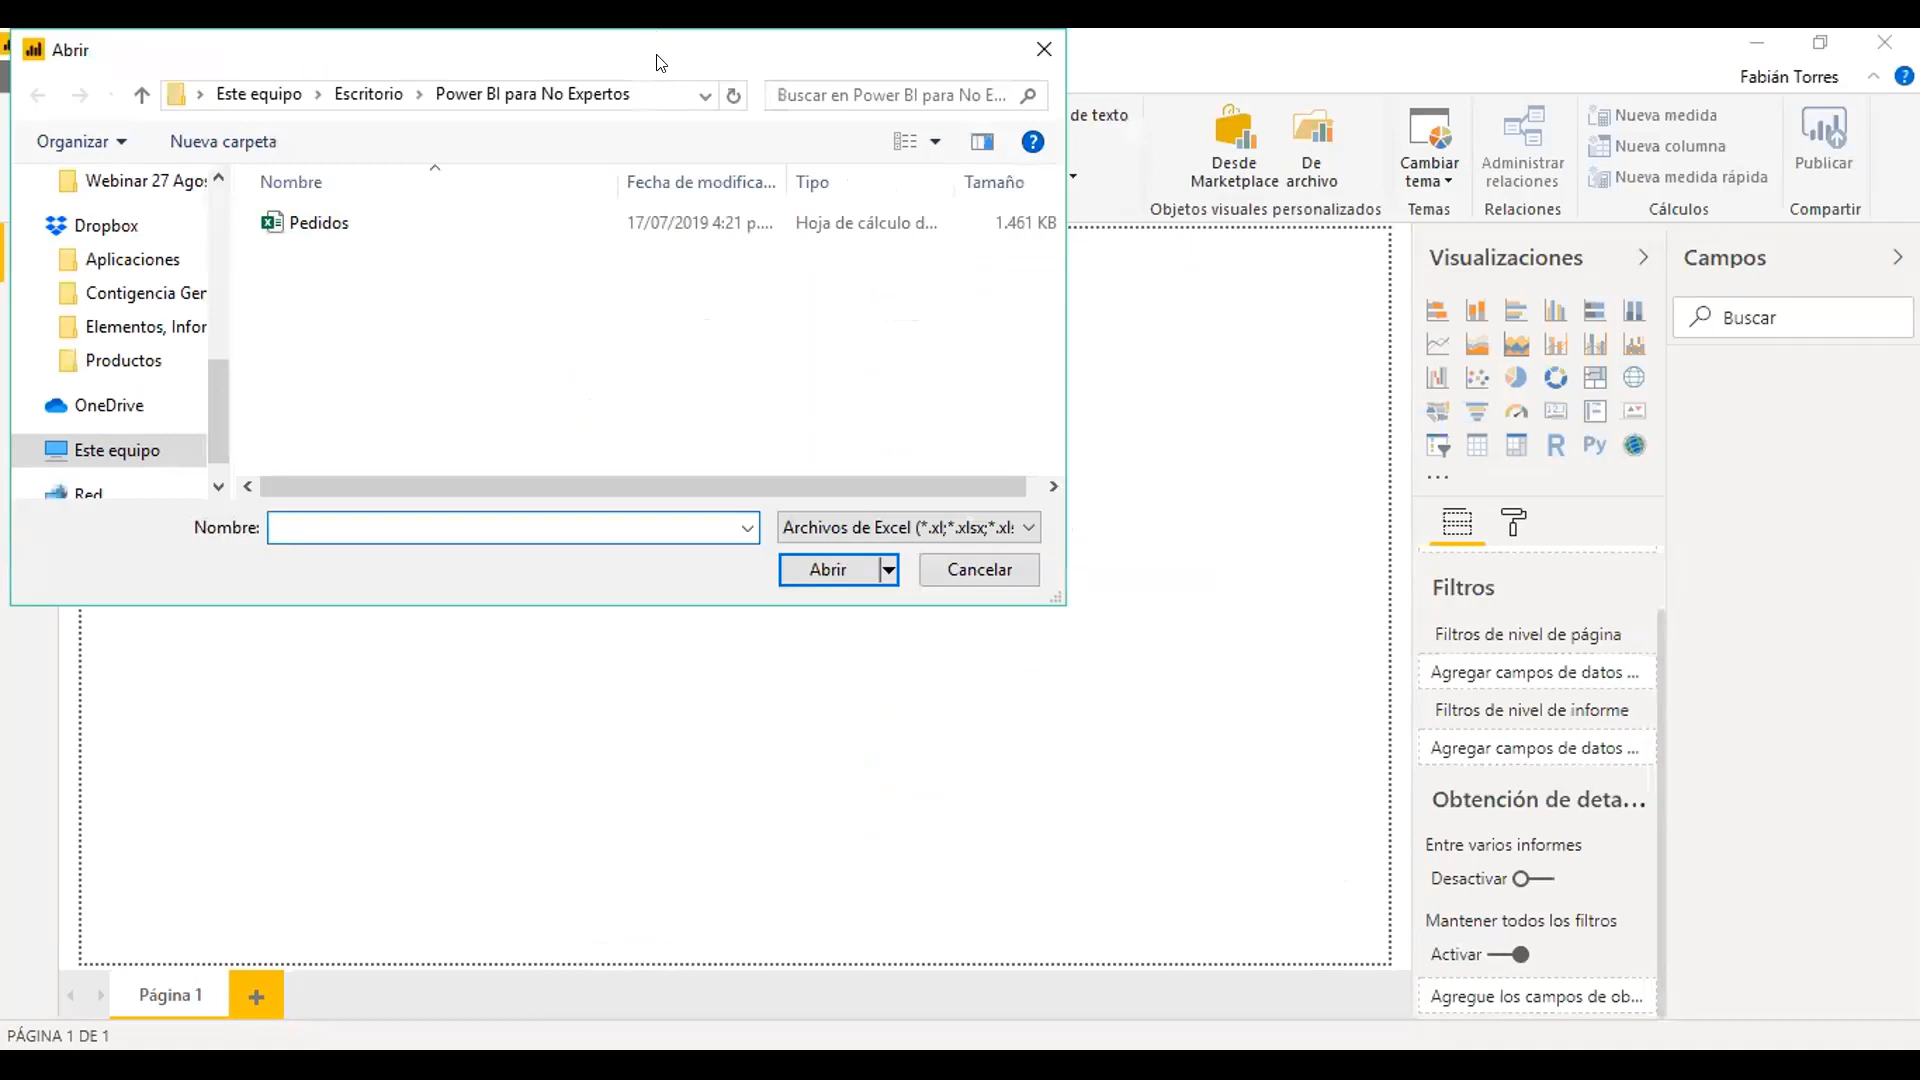 Abrir
Fabián Torres
Este equipo
Escritorio
Power BI para No Expertos
Buscar en Power BI para No E...
Organizar
Nueva carpeta
de texto
Desde Marketplace
De archivo
Cambiar tema
Administrar relaciones
Nueva medida
Nueva columna
Nueva medida rápida
Publicar
Objetos visuales personalizados
Temas
Relaciones
Cálculos
Compartir
Webinar 27 Ago
Nombre
Fecha de modifica...
Tipo
Tamaño
Pedidos
17/07/2019 4:21 p....
Hoja de cálculo d...
1.461 KB
Dropbox
Aplicaciones
Contigencia Ger
Elementos, Infor
Productos
OneDrive
Este equipo
Red
Nombre:
Archivos de Excel (*.xl;*.xlsx;*.xls
Abrir
Cancelar
Visualizaciones
Campos
Buscar
R
Py
...
Filtros
Filtros de nivel de página
Agregar campos de datos ...
Filtros de nivel de informe
Agregar campos de datos ...
Obtención de deta...
Entre varios informes
Desactivar
Mantener todos los filtros
Activar
Agregue los campos de ob...
Página 1
PÁGINA 1 DE 1